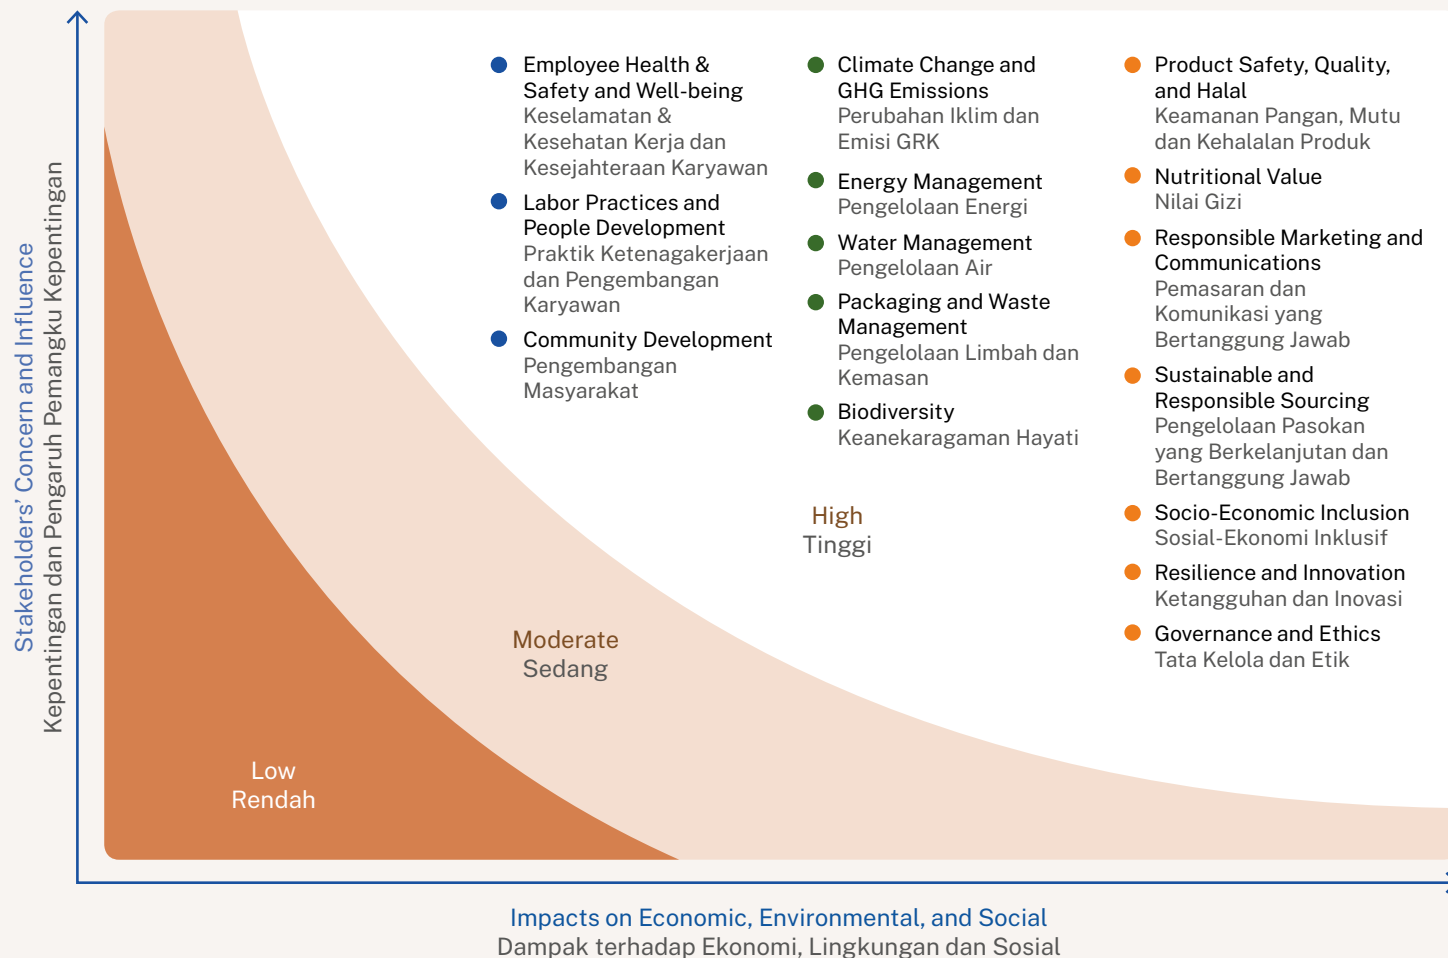 Stakeholders' Concern and Influence
Kepentingan dan Pengaruh Pemangku Kepentingan
Employee Health &
Safety and Well-being
Keselamatan &
Kesehatan Kerja dan
Kesejahteraan Karyawan
Labor Practices and
People Development
Praktik Ketenagakerjaan
dan Pengembangan
Karyawan
Community Development
Pengembangan
Masyarakat
Climate Change and
GHG Emissions
Perubahan Iklim dan
Emisi GRK
Energy Management
Pengelolaan Energi
Water Management
Pengelolaan Air
Packaging and Waste
Management
Pengelolaan Limbah dan
Kemasan
Biodiversity
Keanekaragaman Hayati
Product Safety, Quality,
and Halal
Keamanan Pangan, Mutu
dan Kehalalan Produk
Nutritional Value
Nilai Gizi
Responsible Marketing and
Communications
Pemasaran dan
Komunikasi yang
Bertanggung Jawab
Sustainable and
Responsible Sourcing
Pengelolaan Pasokan
yang Berkelanjutan dan
Bertanggung Jawab
Socio-Economic Inclusion
Sosial-Ekonomi Inklusif
Resilience and Innovation
Ketangguhan dan Inovasi
Governance and Ethics
Tata Kelola dan Etik
High
Tinggi
Moderate
Sedang
Low
Rendah
Impacts on Economic, Environmental, and Social
Dampak terhadap Ekonomi, Lingkungan dan Sosial